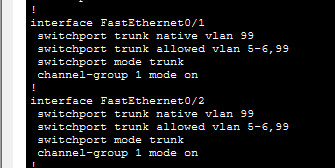 !
interface FastEthernet0/1
switchport trunk native vlan 99
switchport trunk allowed vlan 5-6,99
switchport mode trunk
channel-group 1 mode on
!
interface FastEthernet0/2
switchport trunk native vlan 99
switchport trunk allowed vlan 5-6,99
switchport mode trunk
channel-group 1 mode on
!